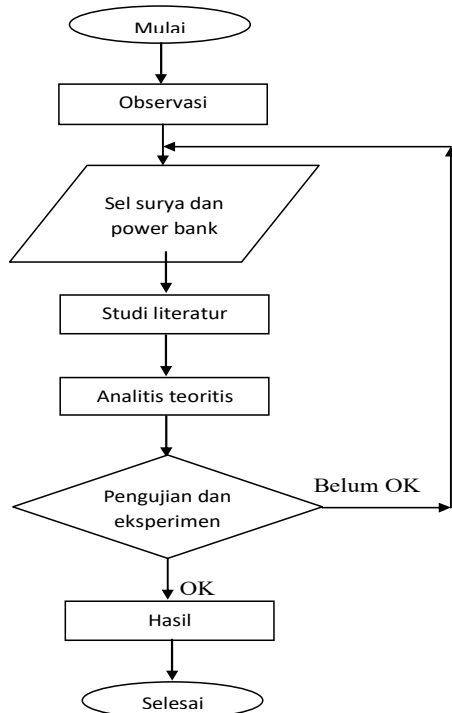 Mulai
Observasi
Sel surya dan
power bank
Studi literatur
Analitis teoritis
Pengujian dan
eksperimen
Belum OK
OK
Hasil
Selesai